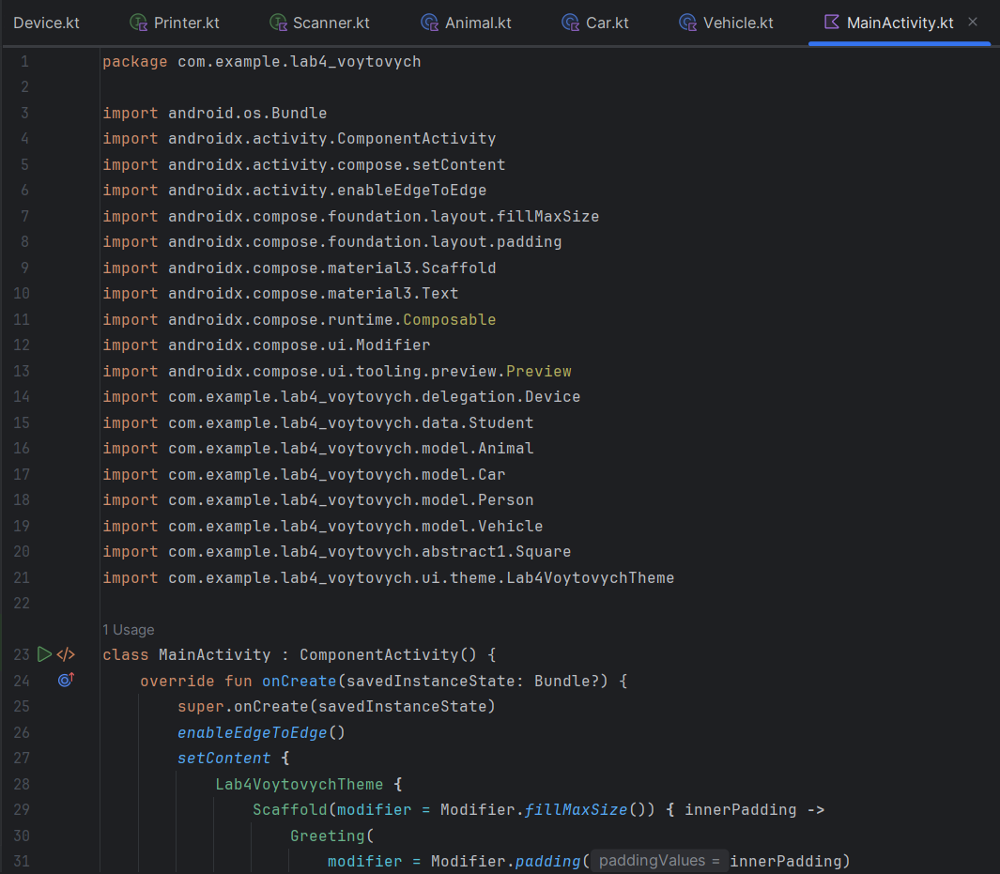 Device.kt Printer.kt Scanner.kt Animal.kt Car.kt Vehicle.kt MainActivity.kt
1 package com.example.lab4_voytovych
2
3 import android.os.Bundle
4 import androidx.activity.ComponentActivity
5 import androidx.activity.compose.setContent
6 import androidx.activity.enableEdgeToEdge
7 import androidx.compose.foundation.layout.fillMaxSize
8 import androidx.compose.foundation.layout.padding
9 import androidx.compose.material3.Scaffold
10 import androidx.compose.material3.Text
11 import androidx.compose.runtime.Composable
12 import androidx.compose.ui.Modifier
13 import androidx.compose.ui.tooling.preview.Preview
14 import com.example.lab4_voytovych.delegation.Device
15 import com.example.lab4_voytovych.data.Student
16 import com.example.lab4_voytovych.model.Animal
17 import com.example.lab4_voytovych.model.Car
18 import com.example.lab4_voytovych.model.Person
19 import com.example.lab4_voytovych.model.Vehicle
20 import com.example.lab4_voytovych.abstract1.Square
21 import com.example.lab4_voytovych.ui.theme.Lab4VoytovychTheme
22
1 Usage
23 class MainActivity : ComponentActivity() {
24 override fun onCreate(savedInstanceState: Bundle?) {
25 super.onCreate(savedInstanceState)
26 enableEdgeToEdge()
27 setContent {
28 Lab4VoytovychTheme {
29 Scaffold(modifier = Modifier.fillMaxSize()) { innerPadding ->
30 Greeting(
31 modifier = Modifier.padding( paddingValues = innerPadding)